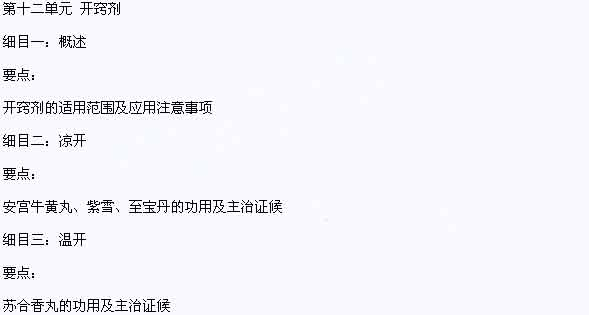 第十二单元 开窍剂
细目一：概述
要点：
开窍剂的适用范围及应用注意事项
细目二：凉开
要点：
安宫牛黄丸、紫雪、至宝丹的功用及主治证候
细目三：温开
要点：
苏合香丸的功用及主治证候